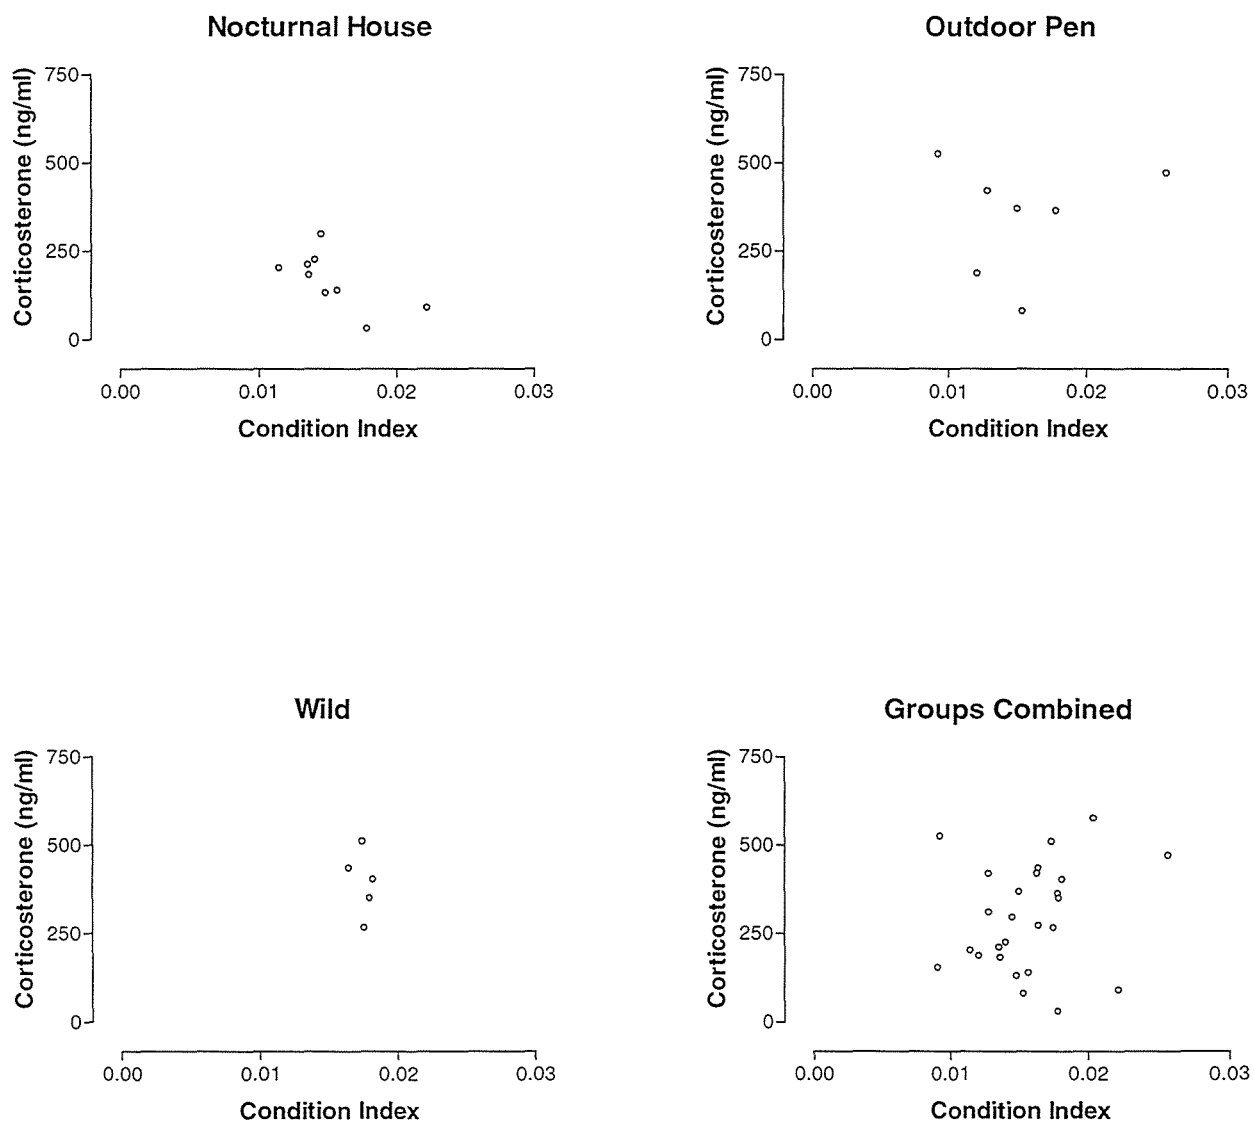 Nocturnal House
Corticosterone (ng/ml)
750
500
250
0
0.00 0.01 0.02 0.03
Condition Index
Outdoor Pen
Corticosterone (ng/ml)
750
500
250
0
0.00 0.01 0.02 0.03
Condition Index
Wild
Corticosterone (ng/ml)
750
500
250
0
0.00 0.01 0.02 0.03
Condition Index
Groups Combined
Corticosterone (ng/ml)
750
500
250
0
0.00 0.01 0.02 0.03
Condition Index